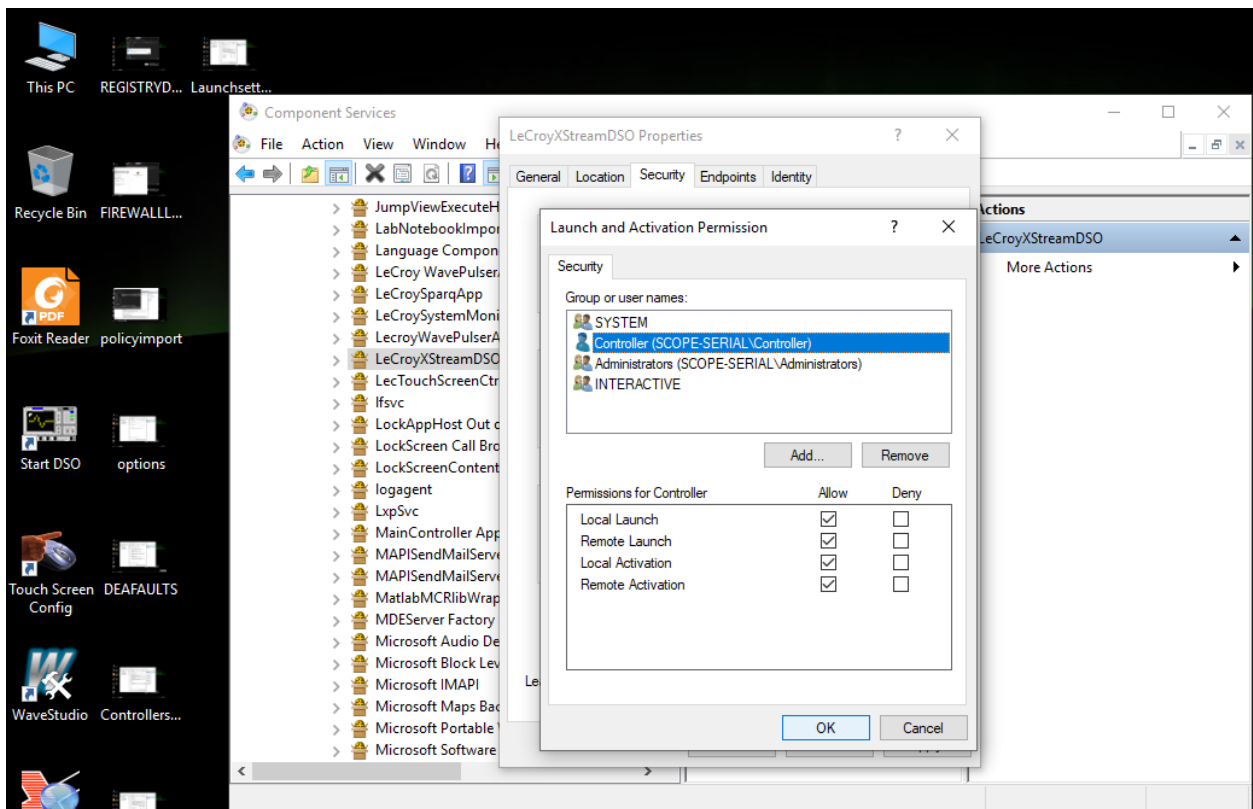 This PC
REGISTRYD...
Launchsett...
Recycle Bin
FIREWALLL...
PDF
Foxit Reader
policyimport
Start DSO
options
Touch Screen
Config
DEAFAULTS
WaveStudio
Controllers...
Component Services
File Action View Window He
JumpViewExecuteH
LabNotebookImpor
Language Compon
LeCroy WavePulser
LeCroySparqApp
LeCroySystemMoni
LecroyWavePulserA
LeCroyXStreamDSO
LecTouchScreenCtr
lfsvc
LockAppHost Out o
LockScreen Call Bro
LockScreenContent
logagent
LxpSvc
MainController App
MAPISendMailServe
MAPISendMailServe
MatlabMCRlibWrap
MDEServer Factory
Microsoft Audio De
Microsoft Block Lev
Microsoft IMAPI
Microsoft Maps Bac
Microsoft Portable
Microsoft Software
LeCroyXStreamDSO Properties
General Location Security Endpoints Identity
Le
Launch and Activation Permission
Security
Group or user names:
SYSTEM
Controller (SCOPE-SERIAL\Controller)
Administrators (SCOPE-SERIAL\Administrators)
INTERACTIVE
Add... Remove
Permissions for Controller Allow Deny
Local Launch
Remote Launch
Local Activation
Remote Activation
OK Cancel
Actions
LeCroyXStreamDSO
More Actions